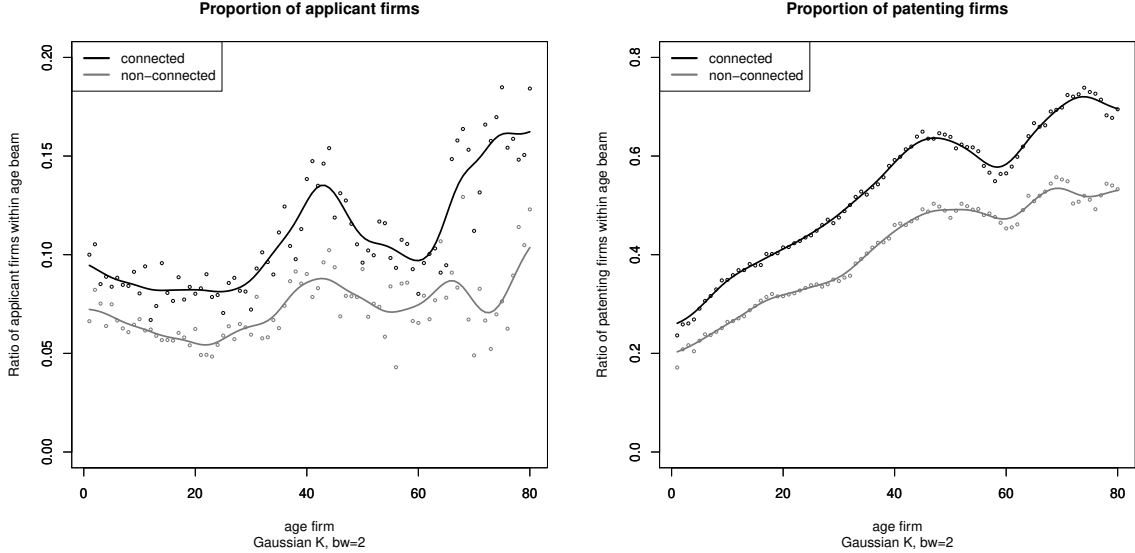 Proportion of applicant firms
connected
non−connected
Ratio of applicant firms within age beam
0.00
0.05
0.10
0.15
0.20
0
20
40
60
80
age firm
Gaussian K, bw=2
Proportion of patenting firms
connected
non−connected
Ratio of patenting firms within age beam
0.0
0.2
0.4
0.6
0.8
0
20
40
60
80
age firm
Gaussian K, bw=2